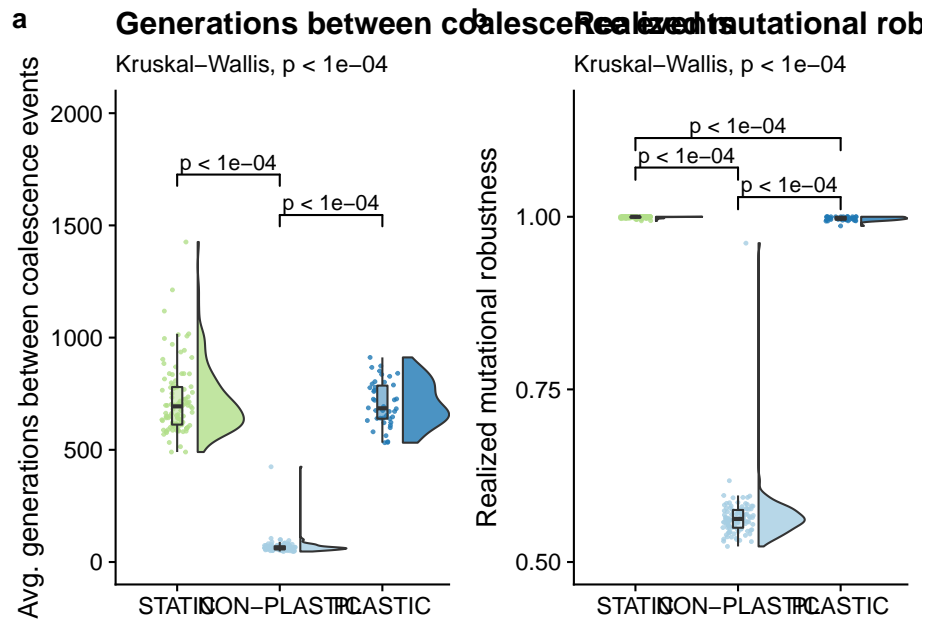 a
Generations between coalescence events
Kruskal−Wallis, p < 1e−04
Avg. generations between coalescence events
2000
1500
1000
500
0
p < 1e−04
p < 1e−04
STATIC
NON−PLASTIC
PLASTIC
b
Realized mutational rob
Kruskal−Wallis, p < 1e−04
Realized mutational robustness
1.00
0.75
0.50
p < 1e−04
p < 1e−04
p < 1e−04
STATIC
NON−PLASTIC
PLASTIC